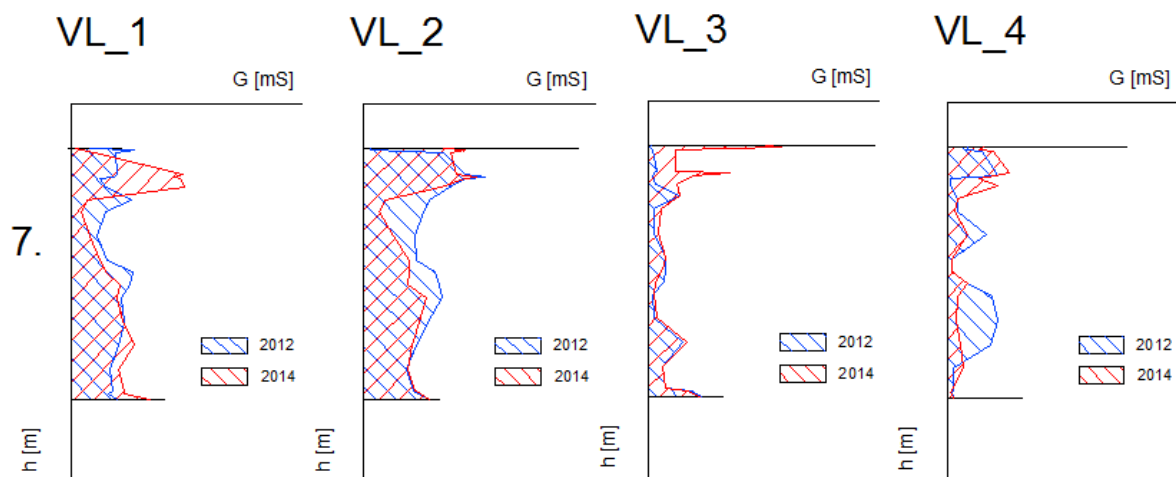 VL_1 VL_2 VL_3 VL_4
G [mS] G [mS] G [mS] G [mS]
7.
2012 2012 2012 2012
2014 2014 2014 2014
h [m] h [m] h [m] h [m]